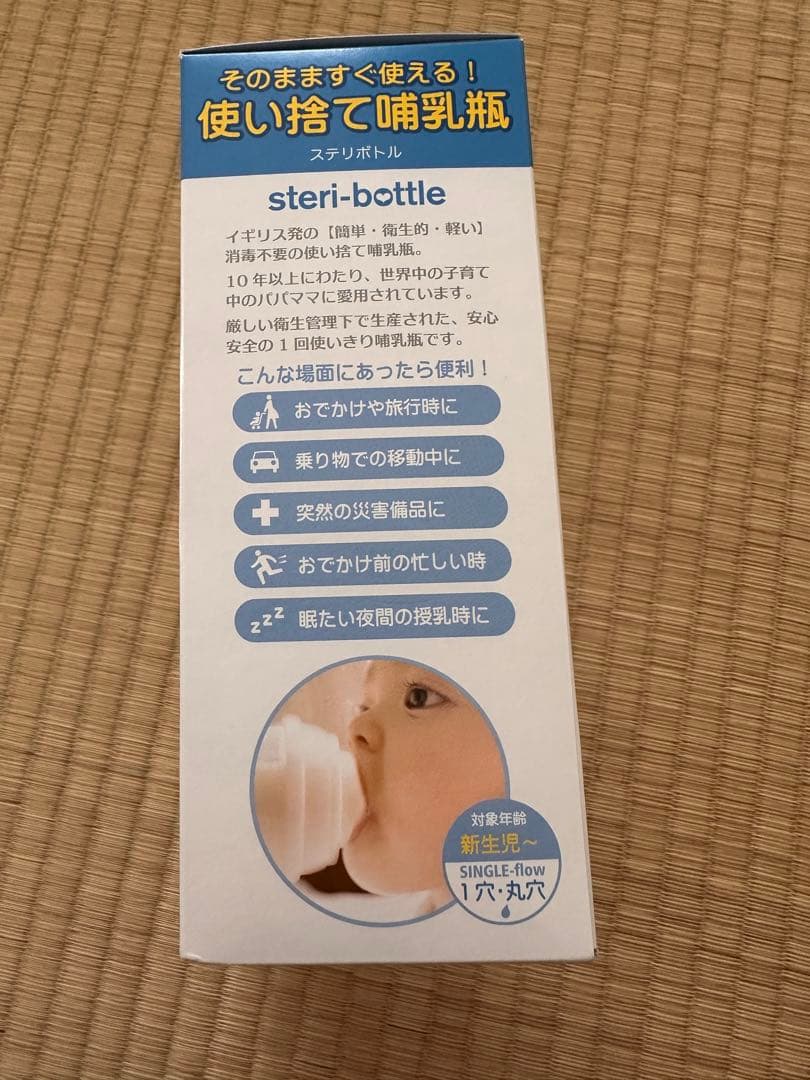 そのまますぐ使える！
使い捨て哺乳瓶
ステリボトル
steri-bottle
イギリス発の【簡単・衛生的・軽い】
消毒不要の使い捨て哺乳瓶。
10年以上にわたり、世界中の子育て
中のパパママに愛用されています。
厳しい衛生管理下で生産された、安心
安全の1回使いきり哺乳瓶です。
こんな場面にあったら便利！
おでかけや旅行時に
乗り物での移動中に
突然の災害備品に
おでかけ前の忙しい時
zzz 眠たい夜間の授乳時に
対象年齢
新生児～
SINGLE-flow
1穴・丸穴